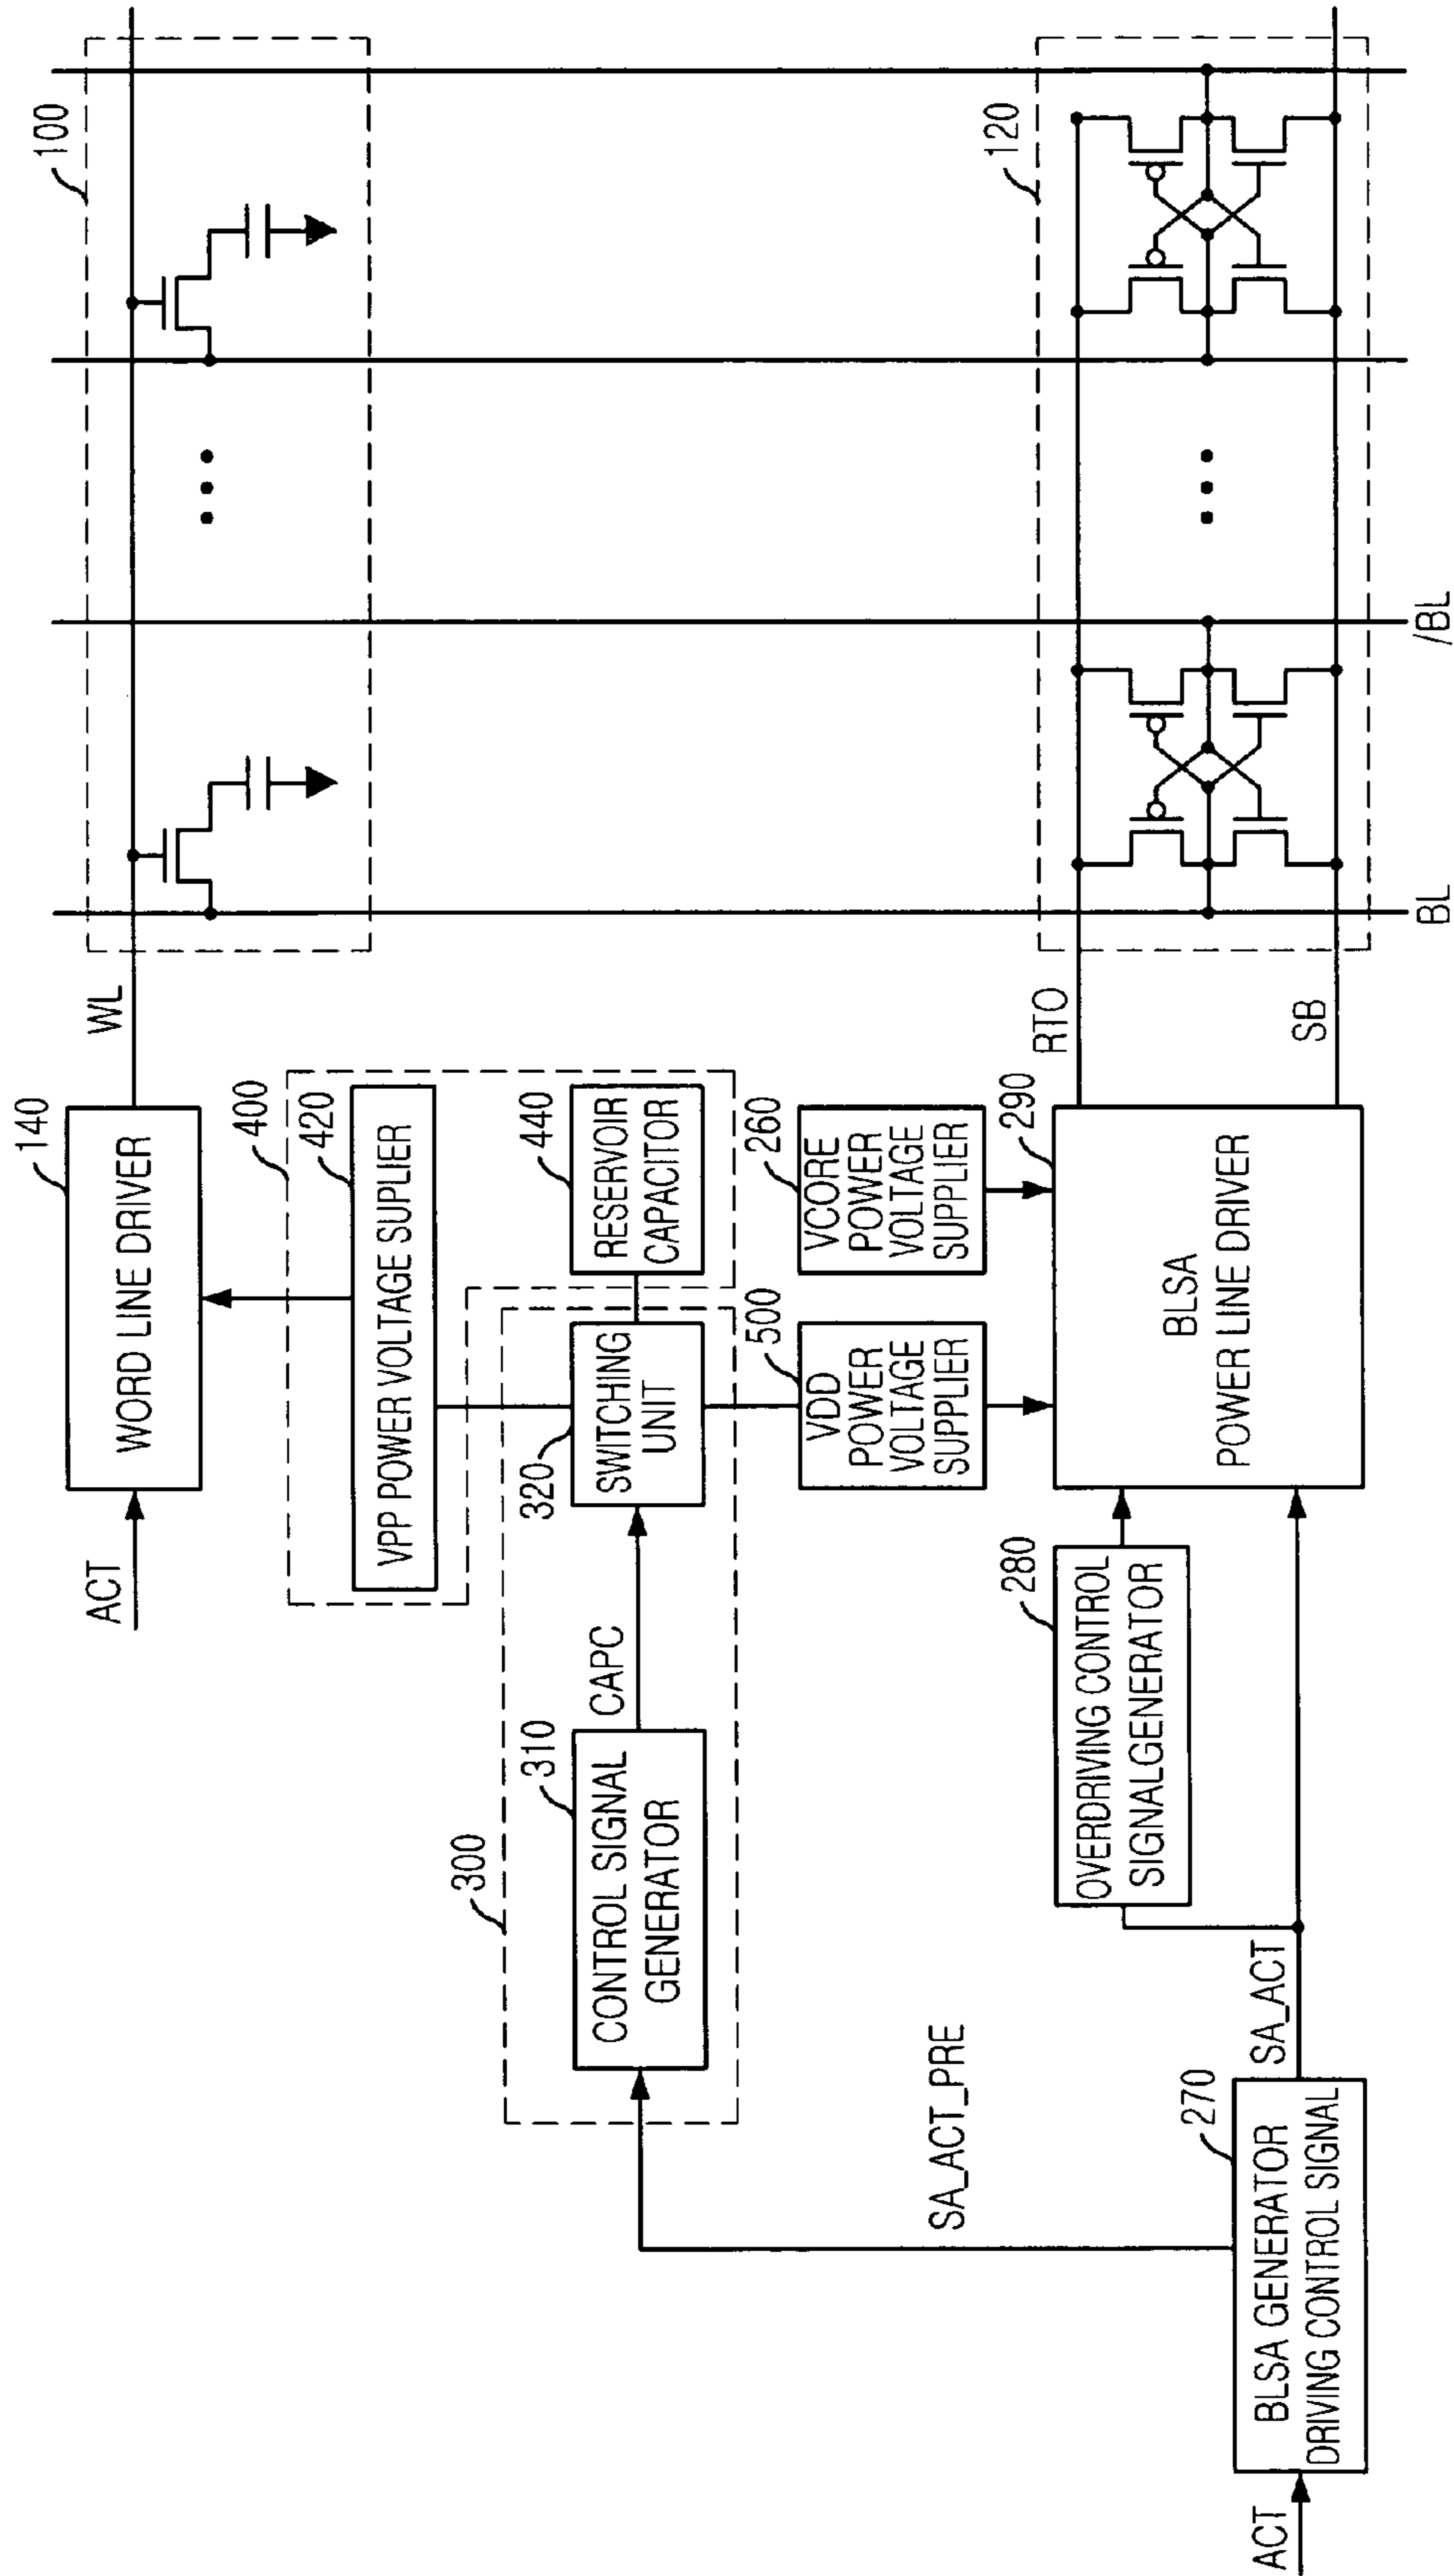 ACT
WORD LINE DRIVER
140
WL
100
400
VPP POWER VOLTAGE SUPLIER
420
300
CONTROL SIGNAL
GENERATOR
310
CAPC
SWITCHING
UNIT
320
RESERVOIR
CAPACITOR
440
VDD
POWER
VOLTAGE
SUPPLIER
500
VCORE
POWER
VOLTAGE
SUPPLIER
260
SA_ACT_PRE
ACT
BLSA GENERATOR
DRIVING CONTROL SIGNAL
270
SA_ACT
OVERDRIVING CONTROL
SIGNALGENERATOR
280
BLSA
POWER LINE DRIVER
290
RTO
SB
120
BL
/BL